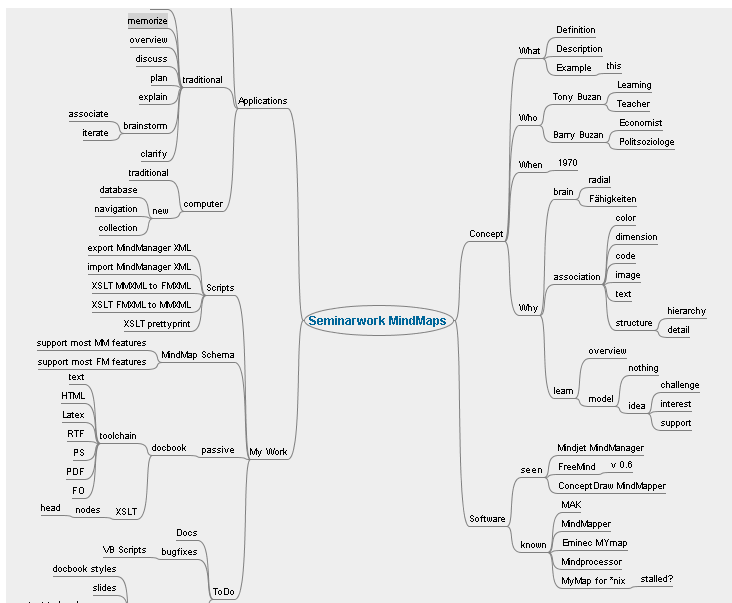 Seminarwork MindMaps
Concept
What
Definition
Description
Example
this
Who
Tony Buzan
Learning
Teacher
Barry Buzan
Economist
Politsoziologe
When
1970
Why
brain
radial
Fähigkeiten
association
color
dimension
code
image
text
structure
hierarchy
detail
learn
overview
model
nothing
idea
challenge
interest
support
Software
seen
Mindjet MindManager
FreeMind
v 0.6
ConceptDraw MindMapper
known
MAK
MindMapper
Eminec MYmap
Mindprocessor
MyMap for *nix
stalled?
Applications
traditional
memorize
overview
discuss
plan
explain
brainstorm
associate
iterate
clarify
computer
traditional
new
database
navigation
collection
My Work
Scripts
export MindManager XML
import MindManager XML
XSLT MMXML to FMXML
XSLT FMXML to MMXML
XSLT prettyprint
MindMap Schema
support most MM features
support most FM features
passive
docbook
toolchain
text
HTML
Latex
RTF
PS
PDF
FO
XSLT
nodes
head
ToDo
Docs
bugfixes
VB Scripts
docbook styles
slides